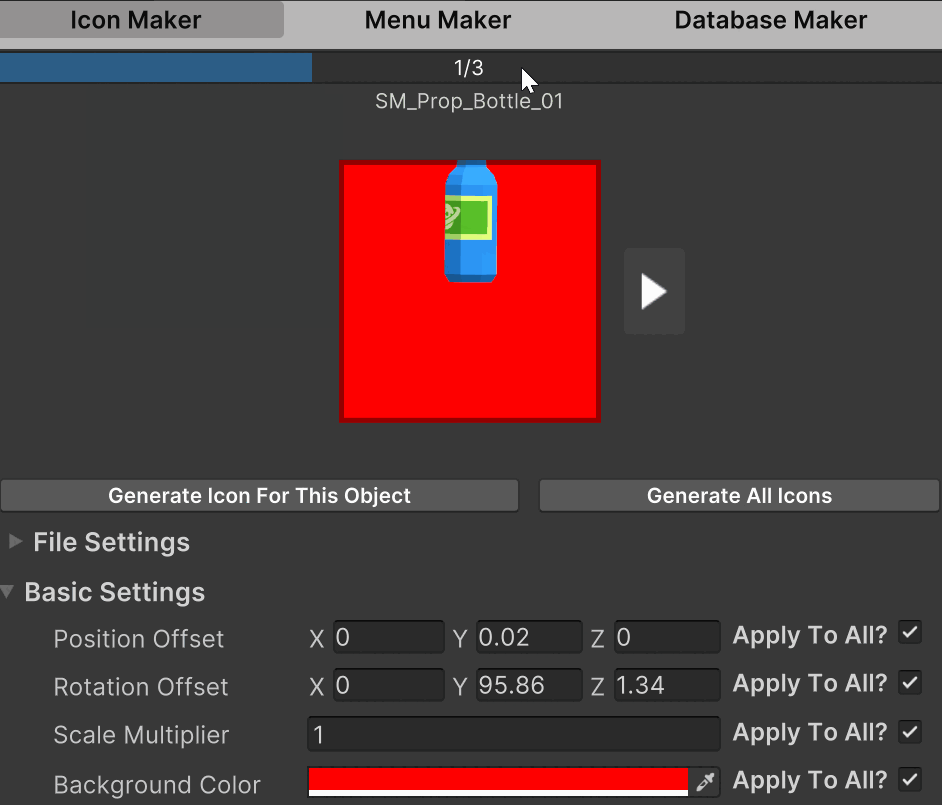 Icon Maker Menu Maker Database Maker
1/3
SM_Prop_Bottle_01
Generate Icon For This Object Generate All Icons
File Settings
Basic Settings
Position Offset X 0 Y 0.02 Z 0 Apply To All?
Rotation Offset X 0 Y 95.86 Z 1.34 Apply To All?
Scale Multiplier 1 Apply To All?
Background Color Apply To All?